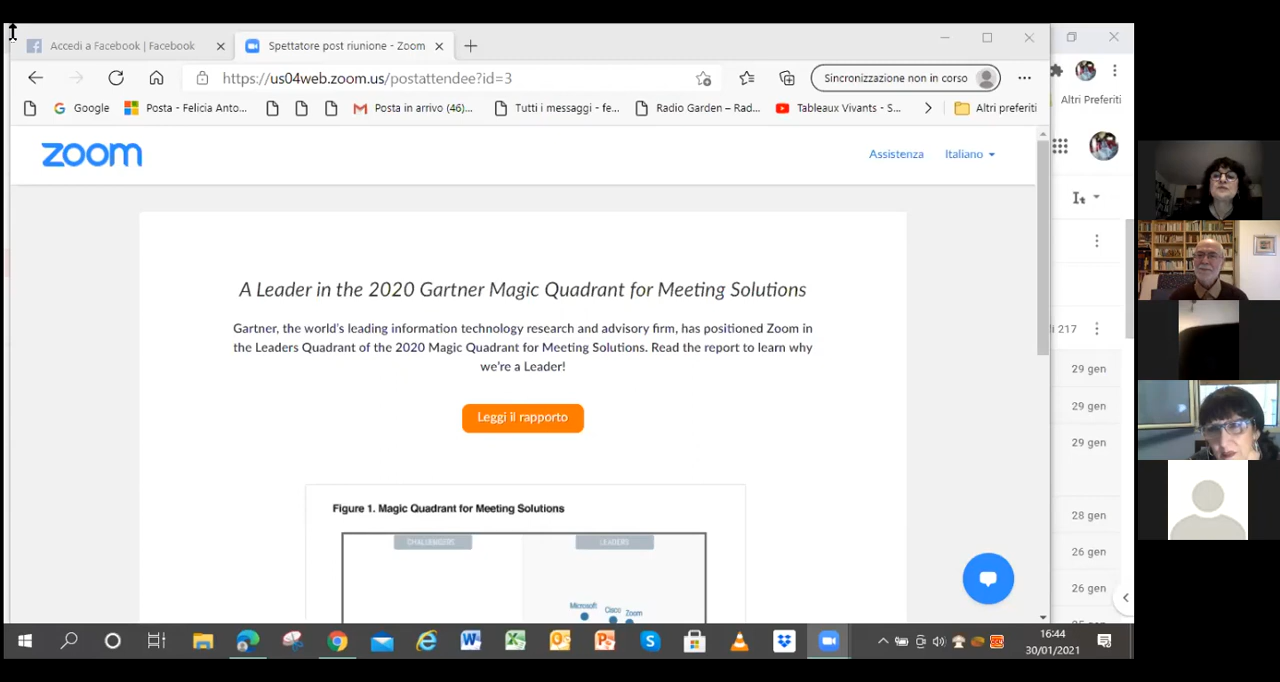 Accedi a Facebook | Facebook
Spettatore post riunione - Zoom
https://us04web.zoom.us/postattendee?id=3
Sincronizzazione non in corso
Google
Posta - Felicia Anto...
Posta in arrivo (46)...
Tutti i messaggi - fe...
Radio Garden – Rad...
Tableaux Vivants - S...
Altri preferiti
Altri Preferiti
zoom
Assistenza
Italiano
A Leader in the 2020 Gartner Magic Quadrant for Meeting Solutions
Gartner, the world's leading information technology research and advisory firm, has positioned Zoom in
the Leaders Quadrant of the 2020 Magic Quadrant for Meeting Solutions. Read the report to learn why
we're a Leader!
Leggi il rapporto
Figure 1. Magic Quadrant for Meeting Solutions
CHALLENGERS
LEADERS
Microsoft
Cisco
Zoom
217
29 gen
29 gen
29 gen
28 gen
26 gen
26 gen
16:44
30/01/2021